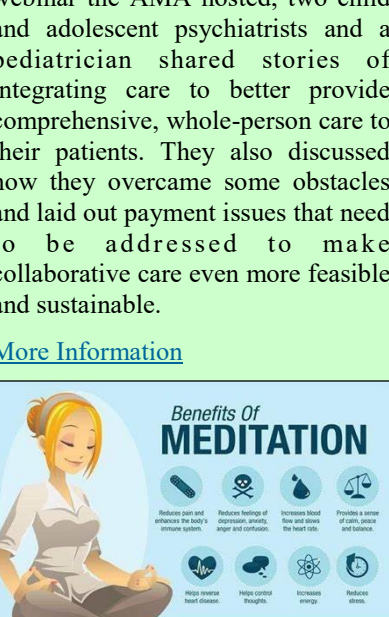 webinar the AMA hosted, two child
and adolescent psychiatrists and a
pediatrician shared stories of
integrating care to better provide
comprehensive, whole-person care to
their patients. They also discussed
how they overcame some obstacles
and laid out payment issues that need
to be addressed to make
collaborative care even more feasible
and sustainable.
More Information
Benefits Of
MEDITATION
Reduces pain and
enhances the body's
immune system.
Reduces feelings of
depression, anxiety,
anger and confusion.
Increases blood
flow and slows
the heart rate.
Provides a sense
of calm, peace
and balance.
Helps reverse
heart disease.
Helps control
thoughts.
Increases
energy.
Reduces
stress.